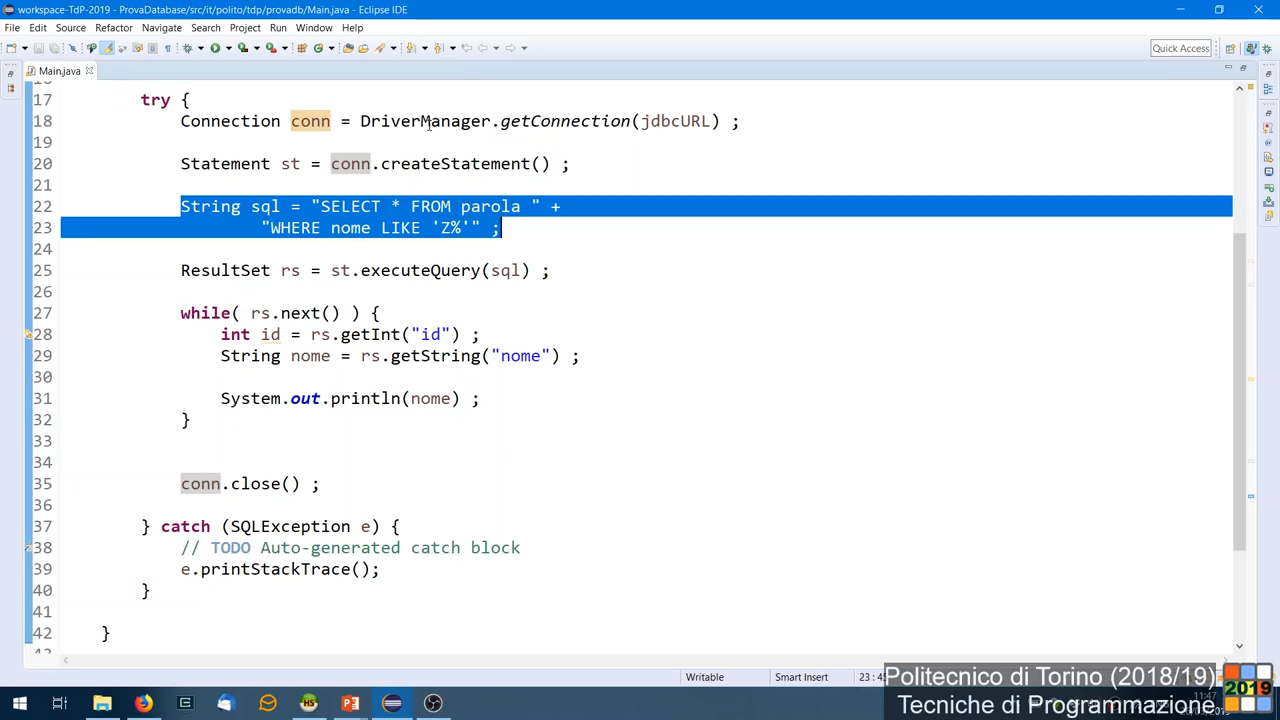 workspace-TdP-2019 - ProvaDatabase/src/it/polito/tdp/provadb/Main.java - Eclipse IDE
File Edit Source Refactor Navigate Search Project Run Window Help
Quick Access
Main.java
17 try {
18 Connection conn = DriverManager.getConnection(jdbcURL) ;
19
20 Statement st = conn.createStatement() ;
21
22 String sql = "SELECT * FROM parola " +
23 "WHERE nome LIKE 'Z%'" ;
24
25 ResultSet rs = st.executeQuery(sql) ;
26
27 while( rs.next() ) {
28 int id = rs.getInt("id") ;
29 String nome = rs.getString("nome") ;
30
31 System.out.println(nome) ;
32 }
33
34
35 conn.close() ;
36
37 } catch (SQLException e) {
38 // TODO Auto-generated catch block
39 e.printStackTrace();
40 }
41
42 }
Writable Smart Insert
Politecnico di Torino (2018/19)
Tecniche di Programmazione
2019
11:47